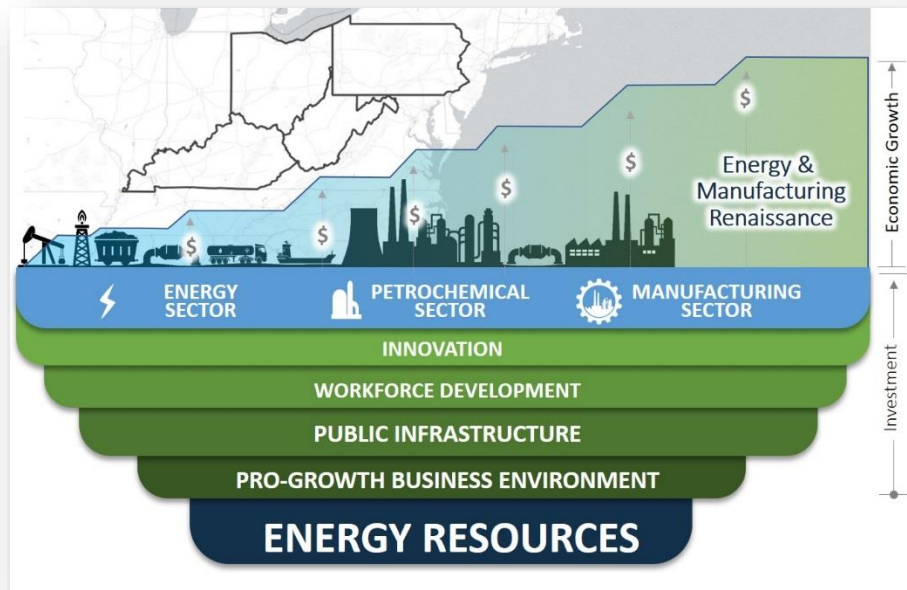 $
$
$
$
$
$
Energy &
Manufacturing
Renaissance
Economic Growth
ENERGY
SECTOR
PETROCHEMICAL
SECTOR
MANUFACTURING
SECTOR
INNOVATION
WORKFORCE DEVELOPMENT
PUBLIC INFRASTRUCTURE
PRO-GROWTH BUSINESS ENVIRONMENT
Investment
ENERGY RESOURCES